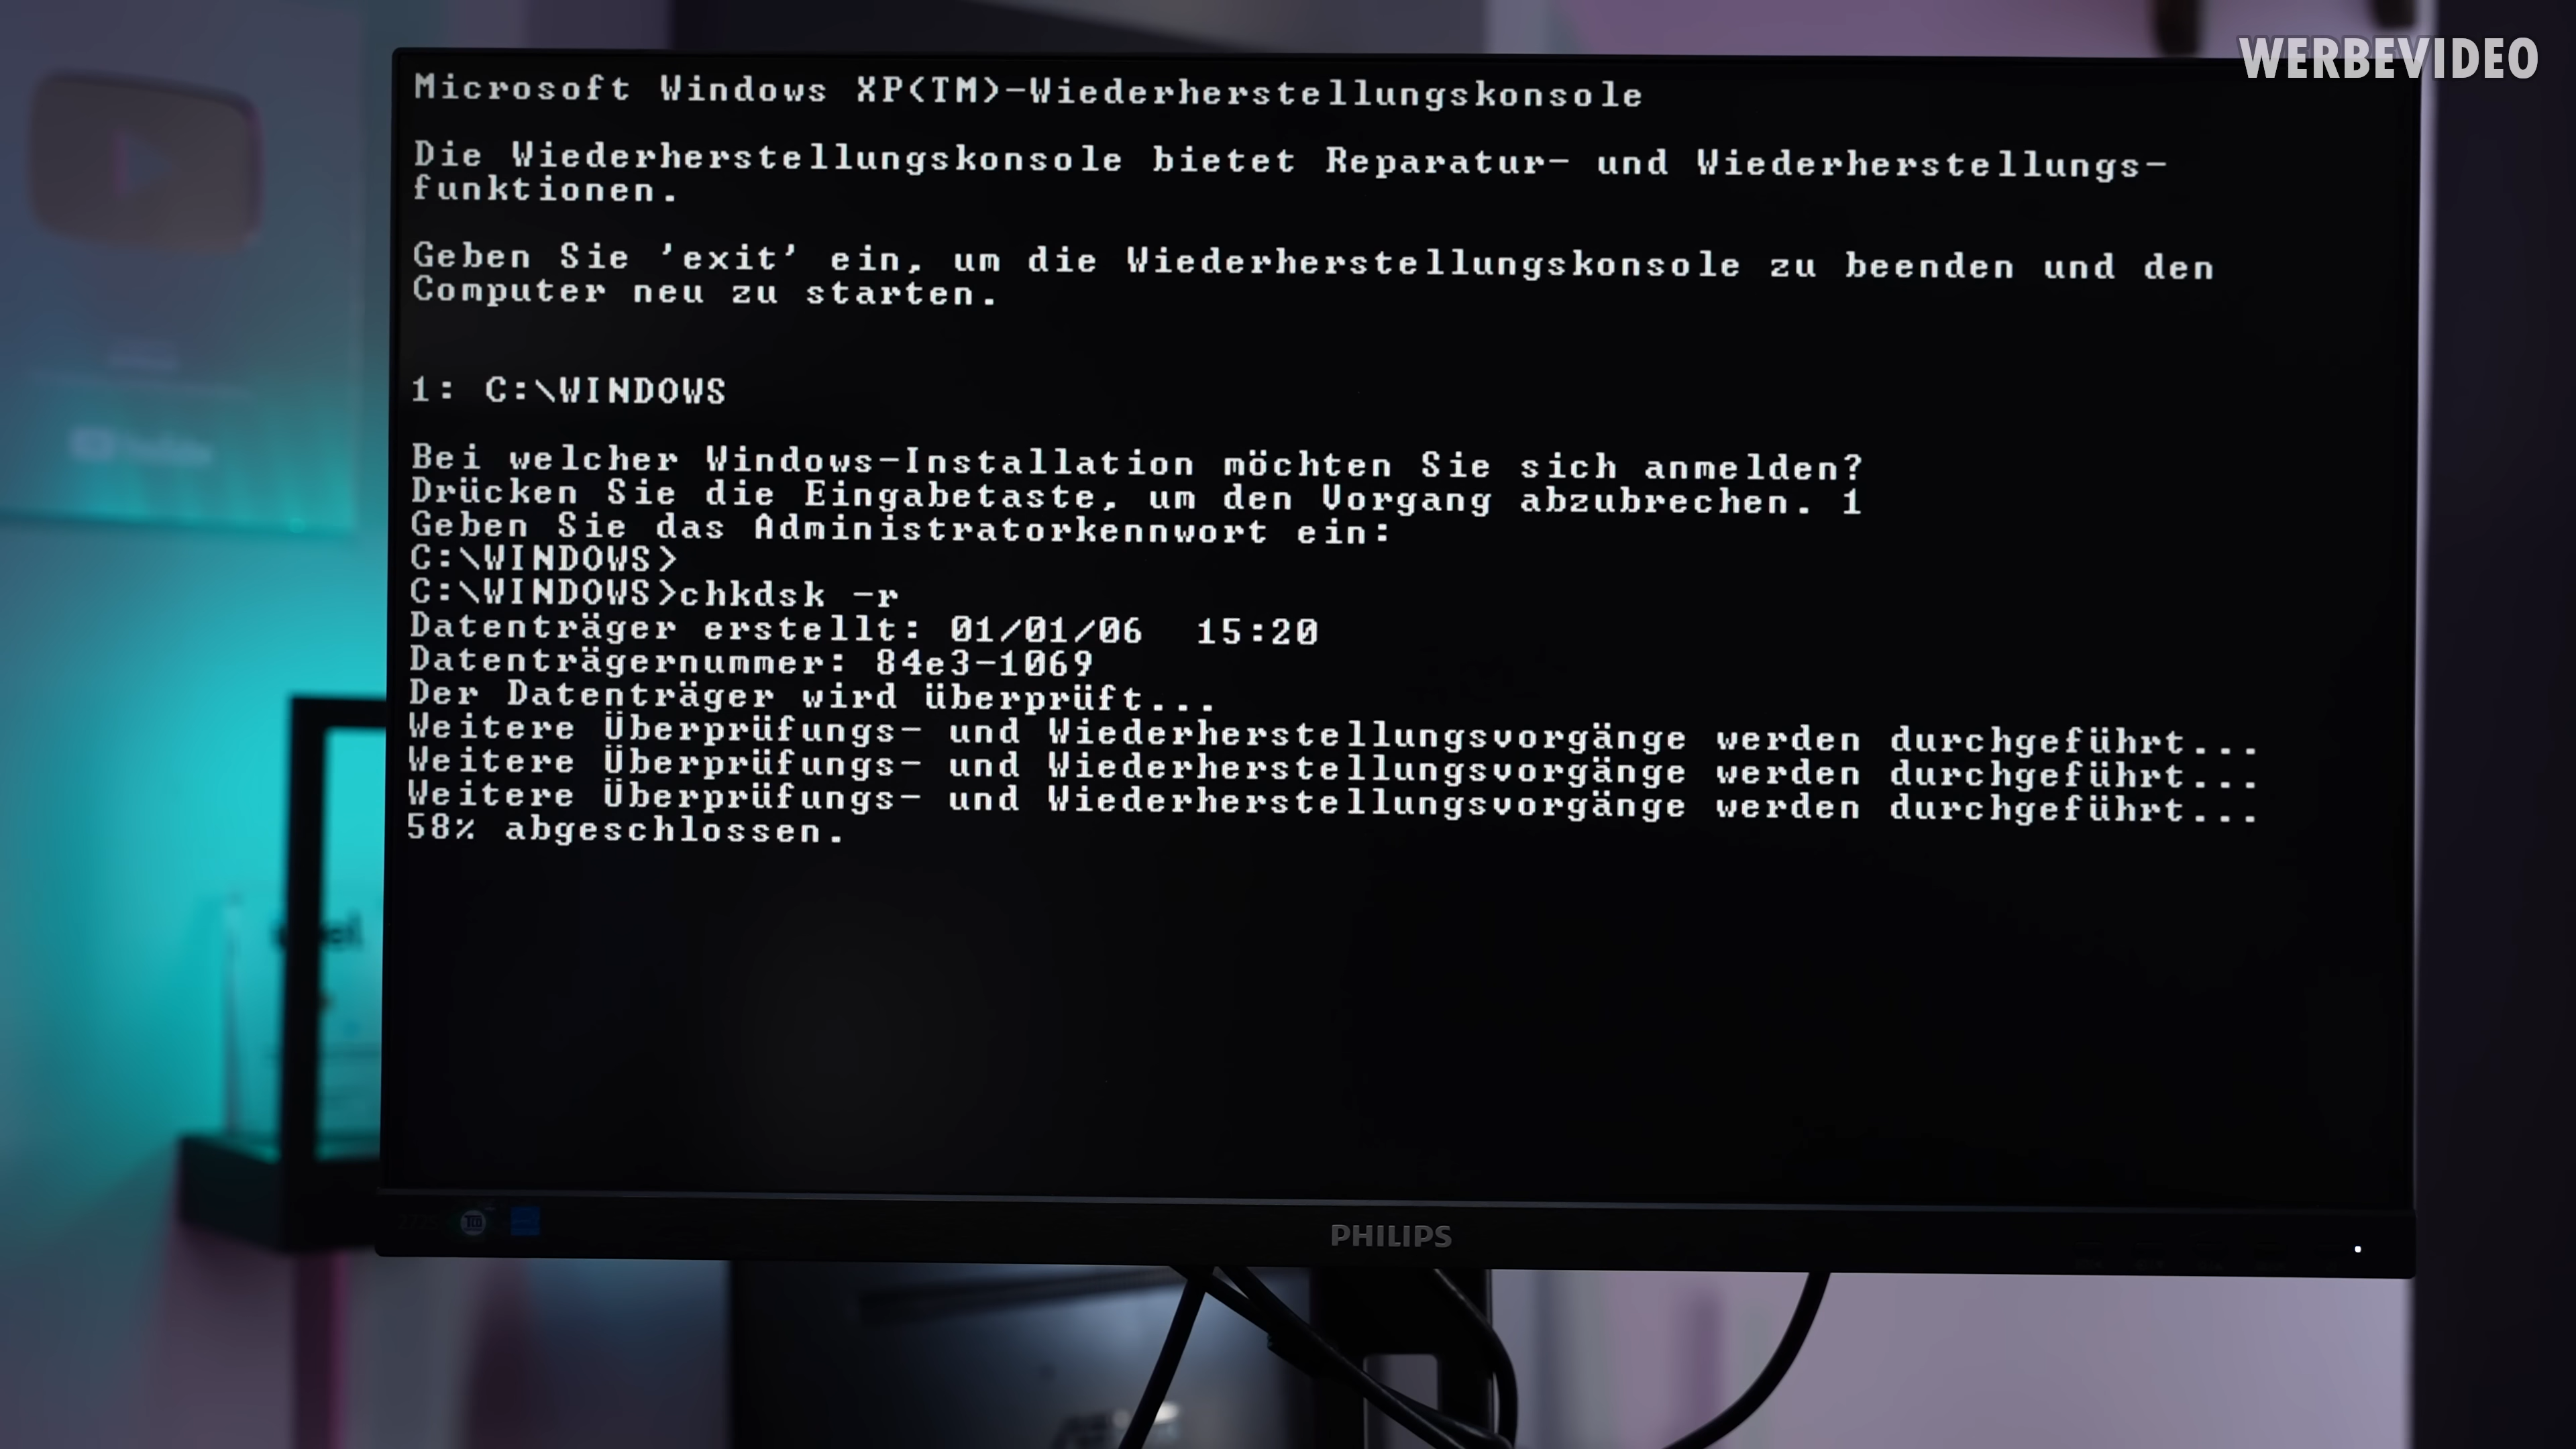 WERBEVIDEO
Microsoft Windows XP(TM)-Wiederherstellungskonsole
Die Wiederherstellungskonsole bietet Reparatur- und Wiederherstellungs-
funktionen.
Geben Sie 'exit' ein, um die Wiederherstellungskonsole zu beenden und den
Computer neu zu starten.
1: C:\WINDOWS
Bei welcher Windows-Installation möchten Sie sich anmelden?
Drücken Sie die Eingabetaste, um den Vorgang abzubrechen. 1
Geben Sie das Administratorkennwort ein:
C:\WINDOWS>
C:\WINDOWS>chkdsk -r
Datenträger erstellt: 01/01/06  15:20
Datenträgernummer: 84e3-1069
Der Datenträger wird überprüft...
Weitere Überprüfungs- und Wiederherstellungsvorgänge werden durchgeführt...
Weitere Überprüfungs- und Wiederherstellungsvorgänge werden durchgeführt...
Weitere Überprüfungs- und Wiederherstellungsvorgänge werden durchgeführt...
58% abgeschlossen.
PHILIPS